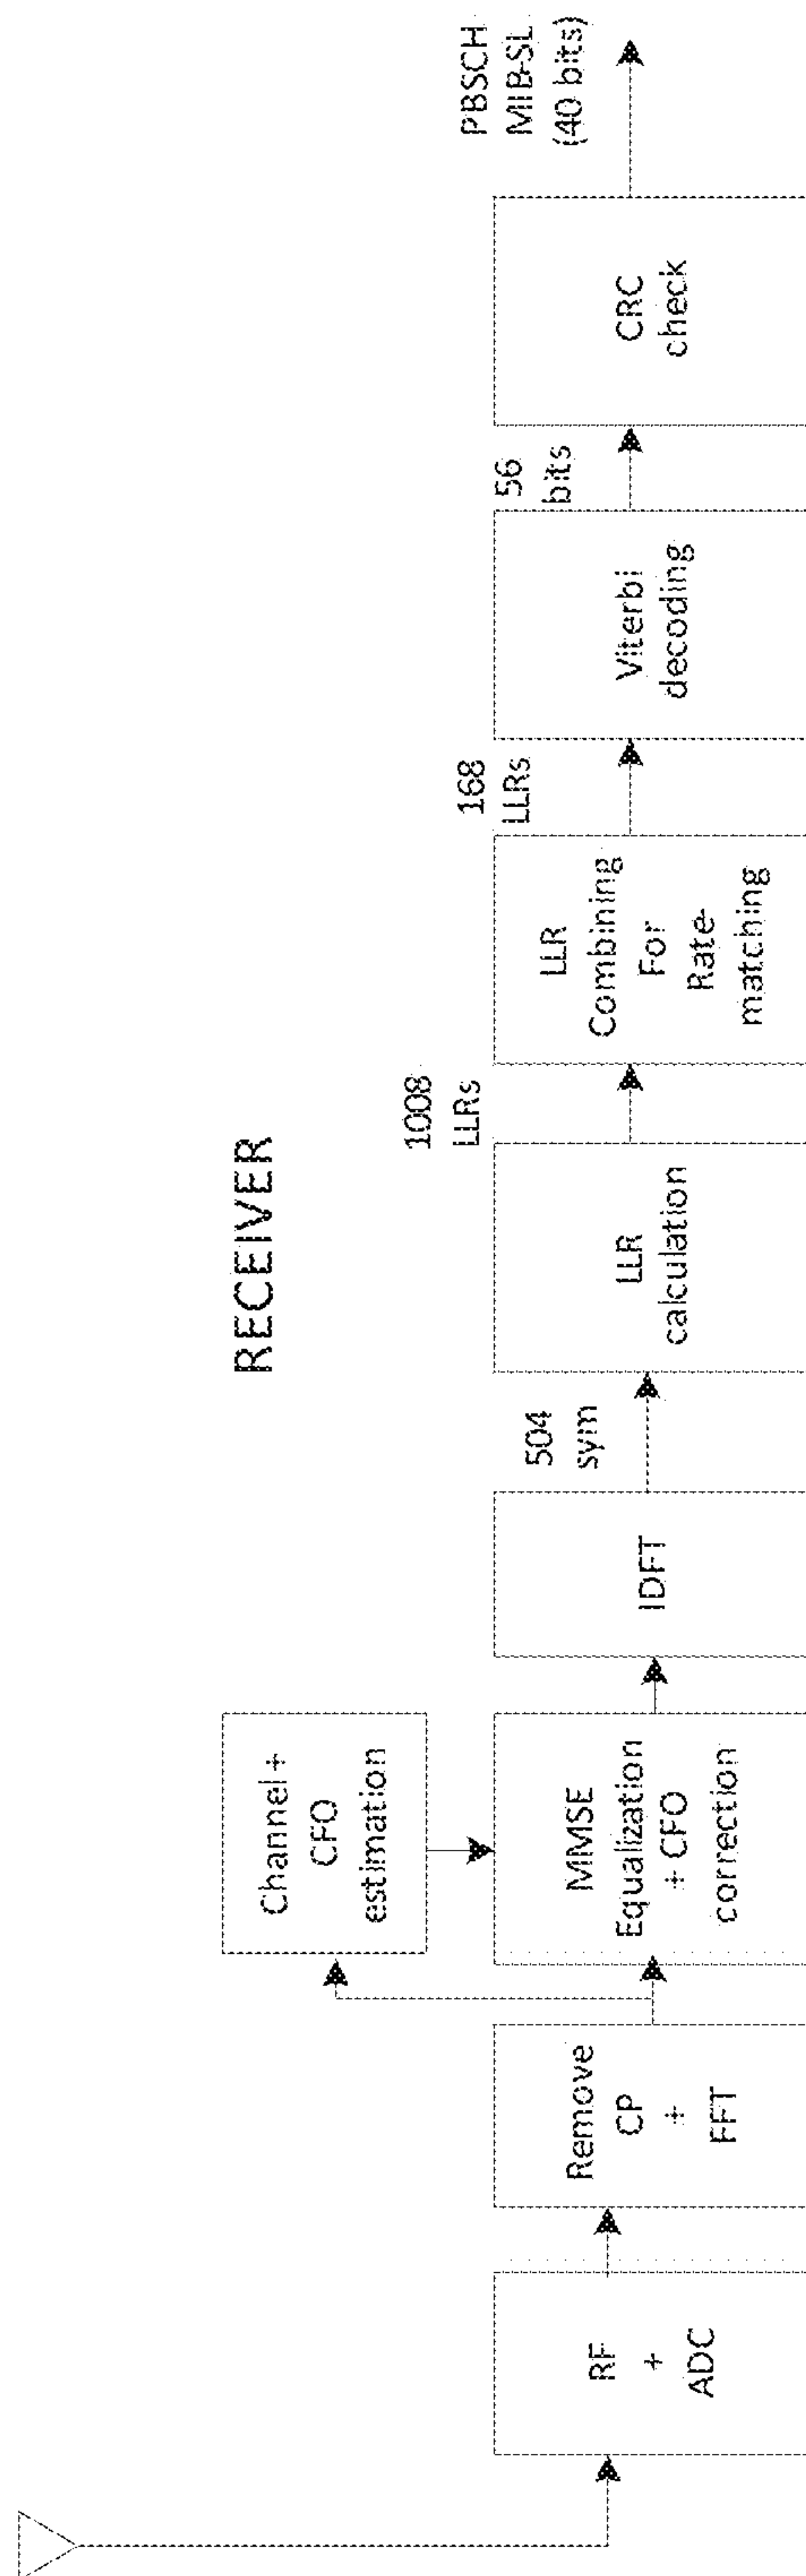 RECEIVER
RF
+
ADC
Remove
CP
+
FFT
Channel +
CFO
estimation
MMSE
Equalization
+ CFO
correction
IDFT
504
sym
LLR
calculation
1008
LLRs
LLR
Combining
For
Rate-
matching
168
LLRs
Viterbi
decoding
56
bits
CRC
check
PBSCH
MIB-SL
(40 bits)